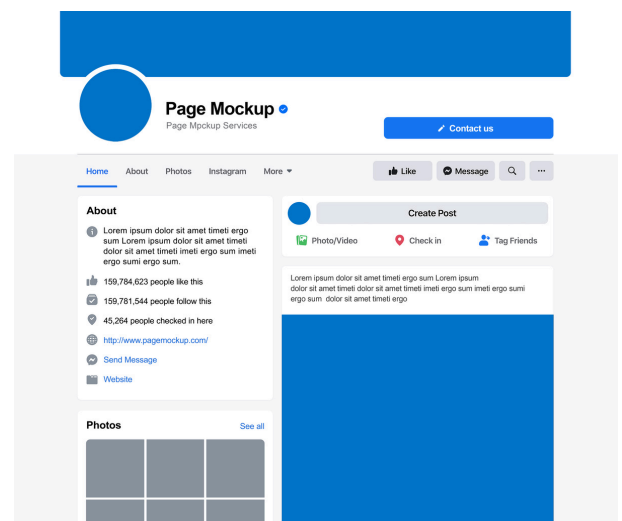 Page Mockup
Page Mpckup Services
Contact us
Home About Photos Instagram More
Like Message
About
Lorem ipsum dolor sit amet timeti ergo
sum Lorem ipsum dolor sit amet timeti
dolor sit amet timeti imeti ergo sum imeti
ergo sumi ergo sum.
159,784,623 people like this
159,781,544 people follow this
45,264 people checked in here
http://www.pagemockup.com/
Send Message
Website
Photos See all
Create Post
Photo/Video Check in Tag Friends
Lorem ipsum dolor sit amet timeti ergo sum Lorem ipsum
dolor sit amet timeti dolor sit amet timeti imeti ergo sum imeti ergo sumi
ergo sum dolor sit amet timeti ergo